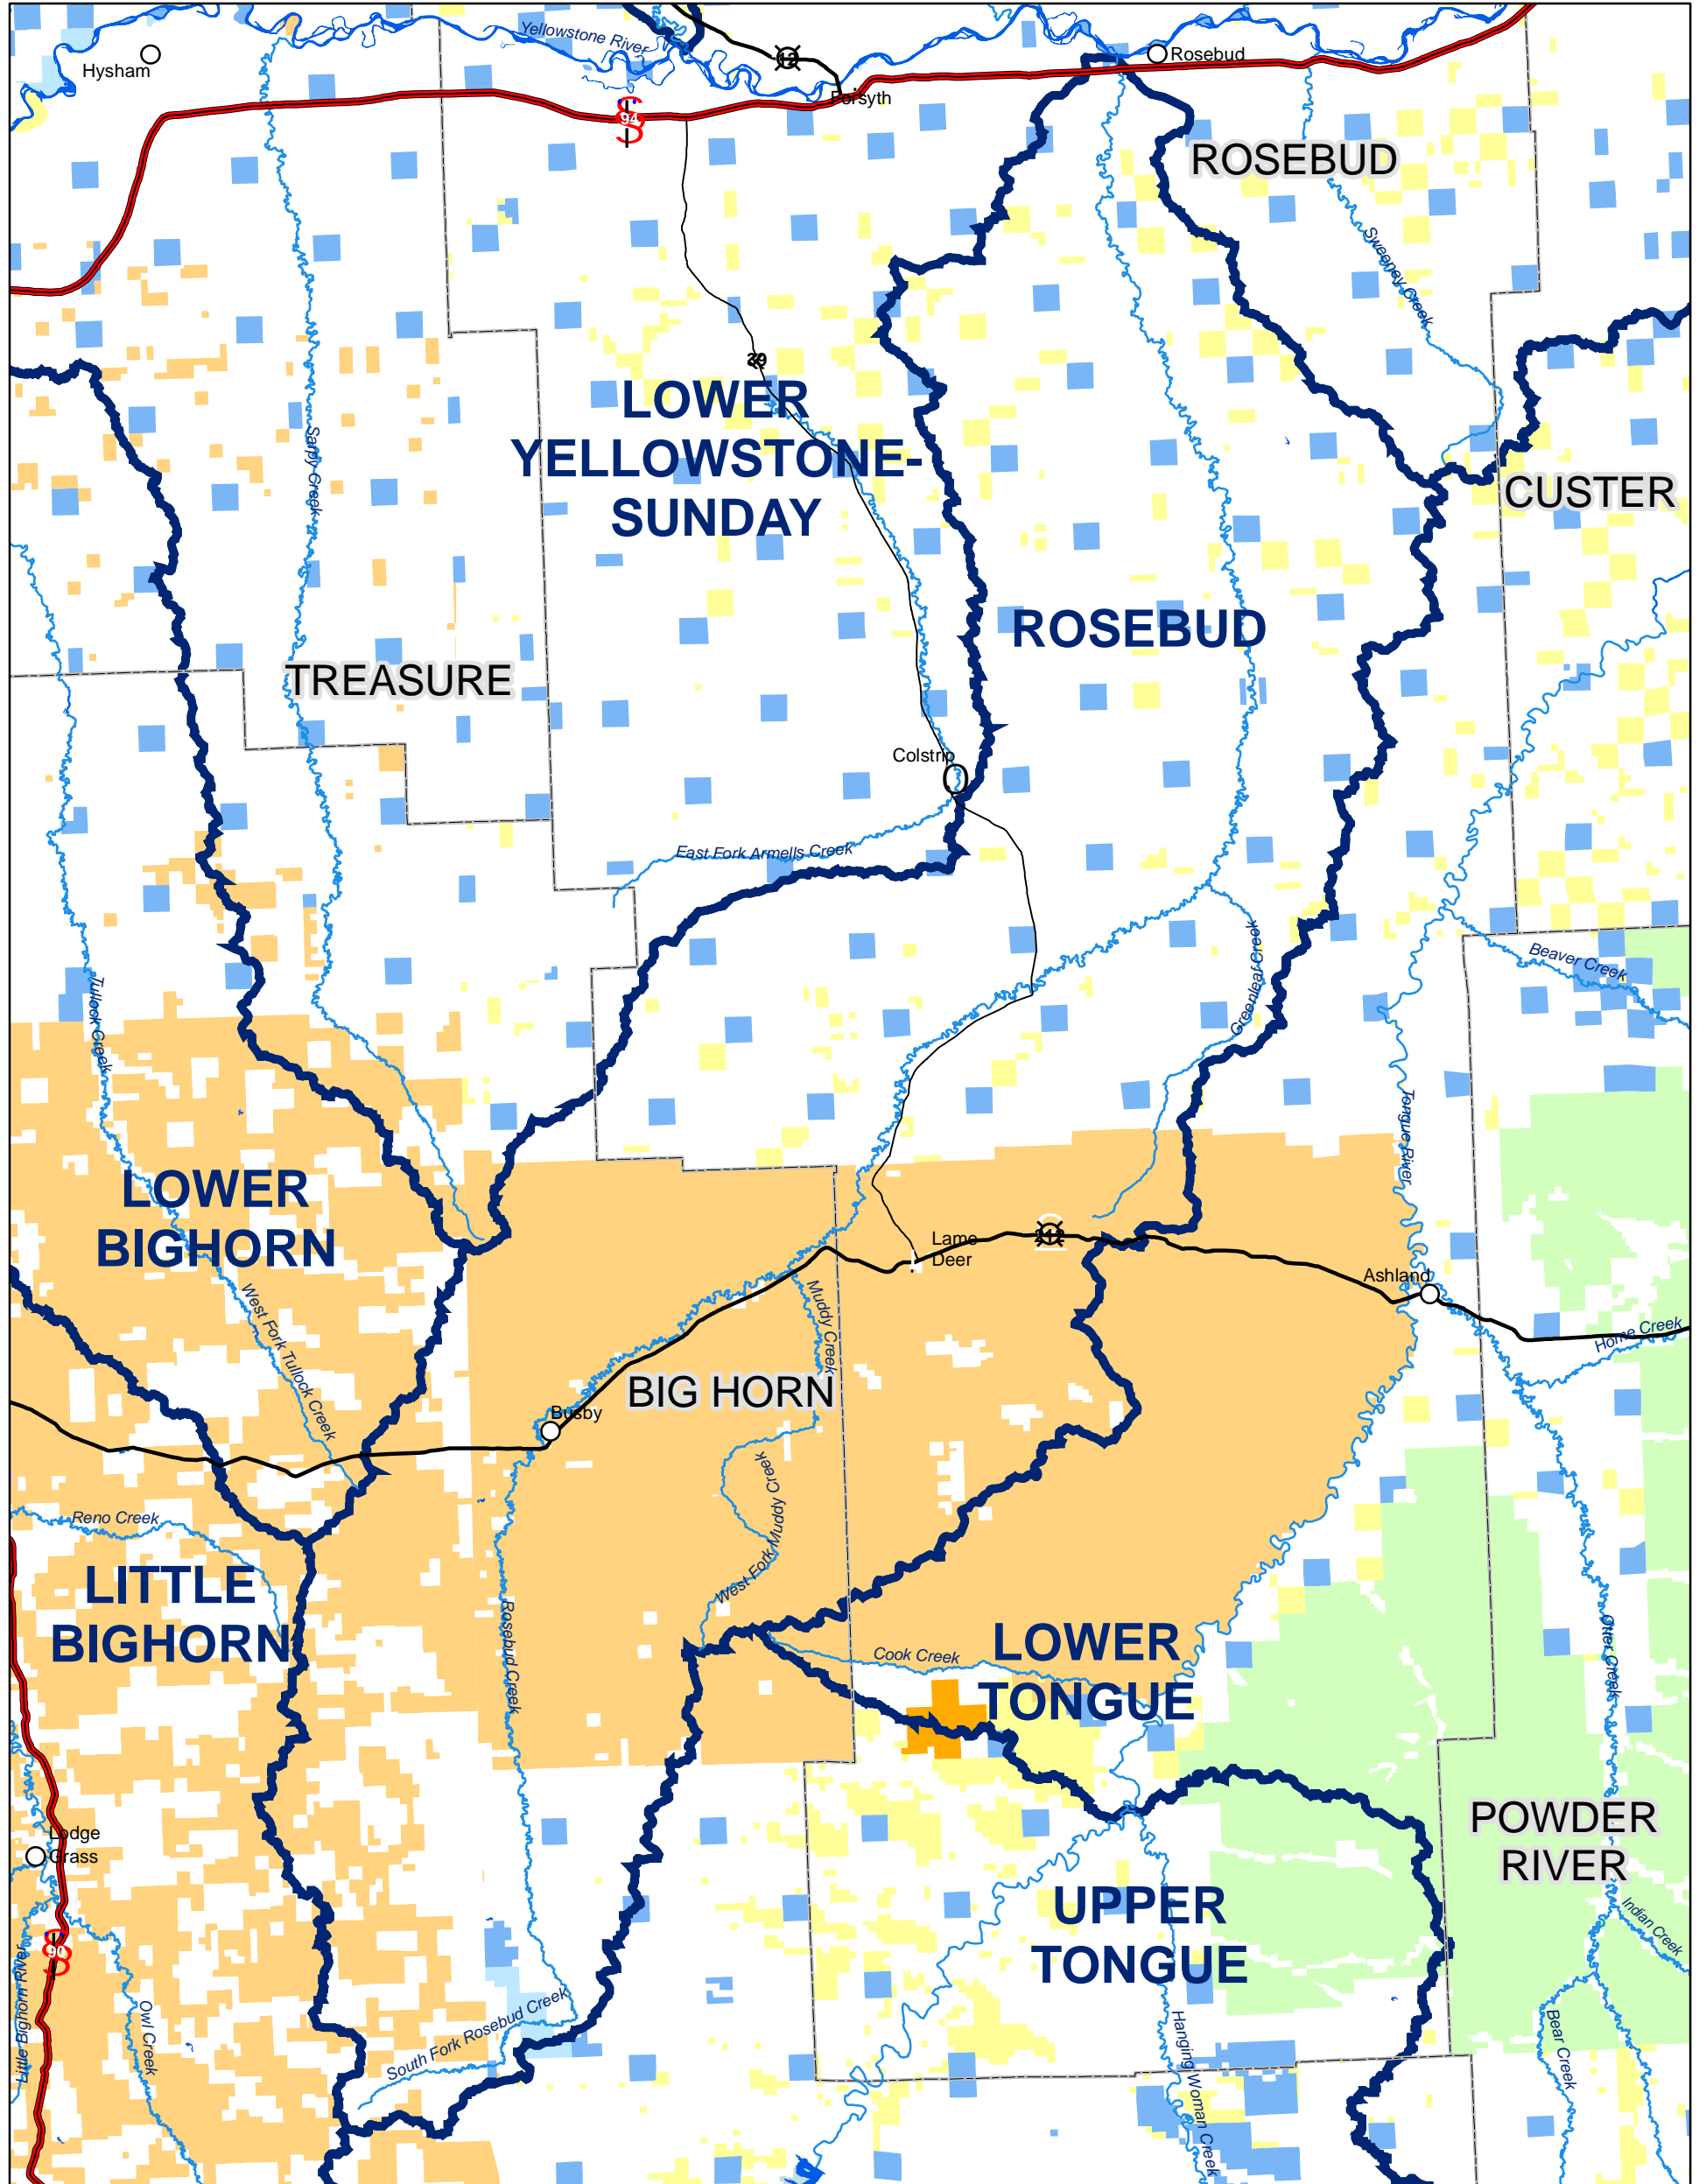 Yellowstone River
12
Hysham
Rosebud
Forsyth
94
ROSEBUD
Sweeney Creek
39
LOWER
YELLOWSTONE-
SUNDAY
Sarpy Creek
CUSTER
ROSEBUD
TREASURE
Colstrip
East Fork Armells Creek
Greenleaf Creek
Beaver Creek
Tullock Creek
Tongue River
LOWER
BIGHORN
212
Lame
Deer
Ashland
Muddy Creek
Home Creek
West Fork Tullock Creek
BIG HORN
Busby
West Fork Muddy Creek
Reno Creek
LITTLE
BIGHORN
Rosebud Creek
Otter Creek
LOWER
TONGUE
Cook Creek
POWDER
RIVER
Lodge
Grass
UPPER
TONGUE
Indian Creek
90
Little Bighorn River
Owl Creek
South Fork Rosebud Creek
Hanging Woman Creek
Bear Creek